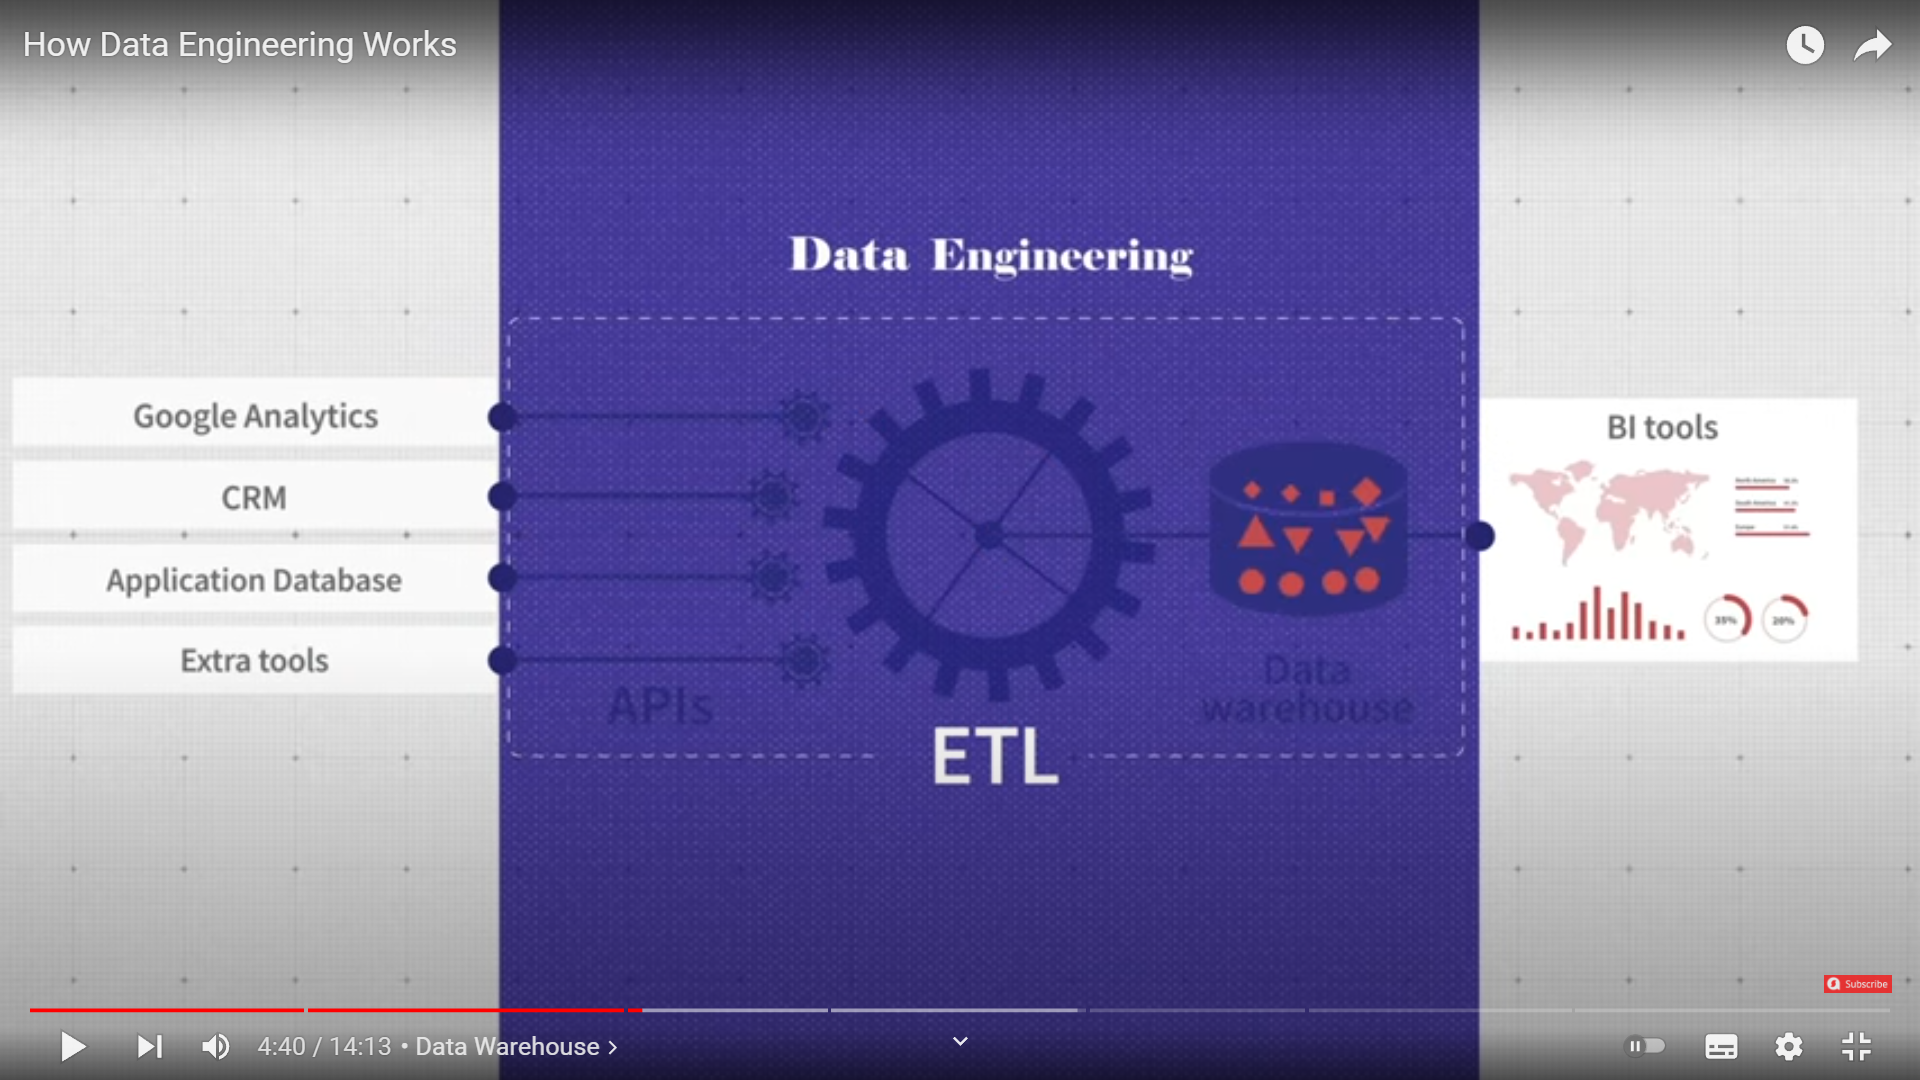 How Data Engineering Works
Data Engineering
Google Analytics
CRM
Application Database
Extra tools
APIs
ETL
Data
warehouse
BI tools
35%
20%
Subscribe
4:40 / 14:13 • Data Warehouse